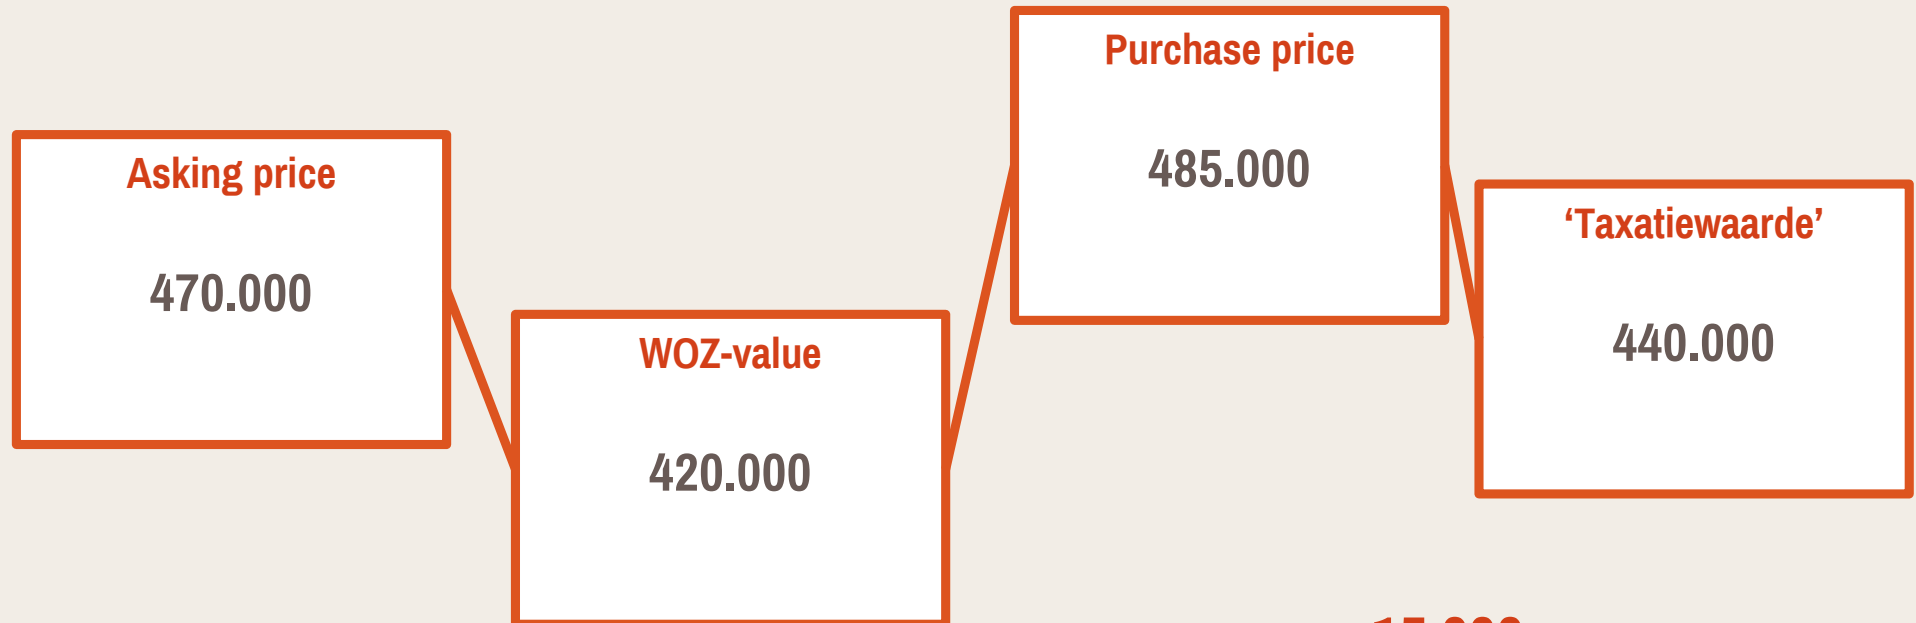 Asking price
470.000
WOZ-value
420.000
Purchase price
485.000
‘Taxatiewaarde’
440.000